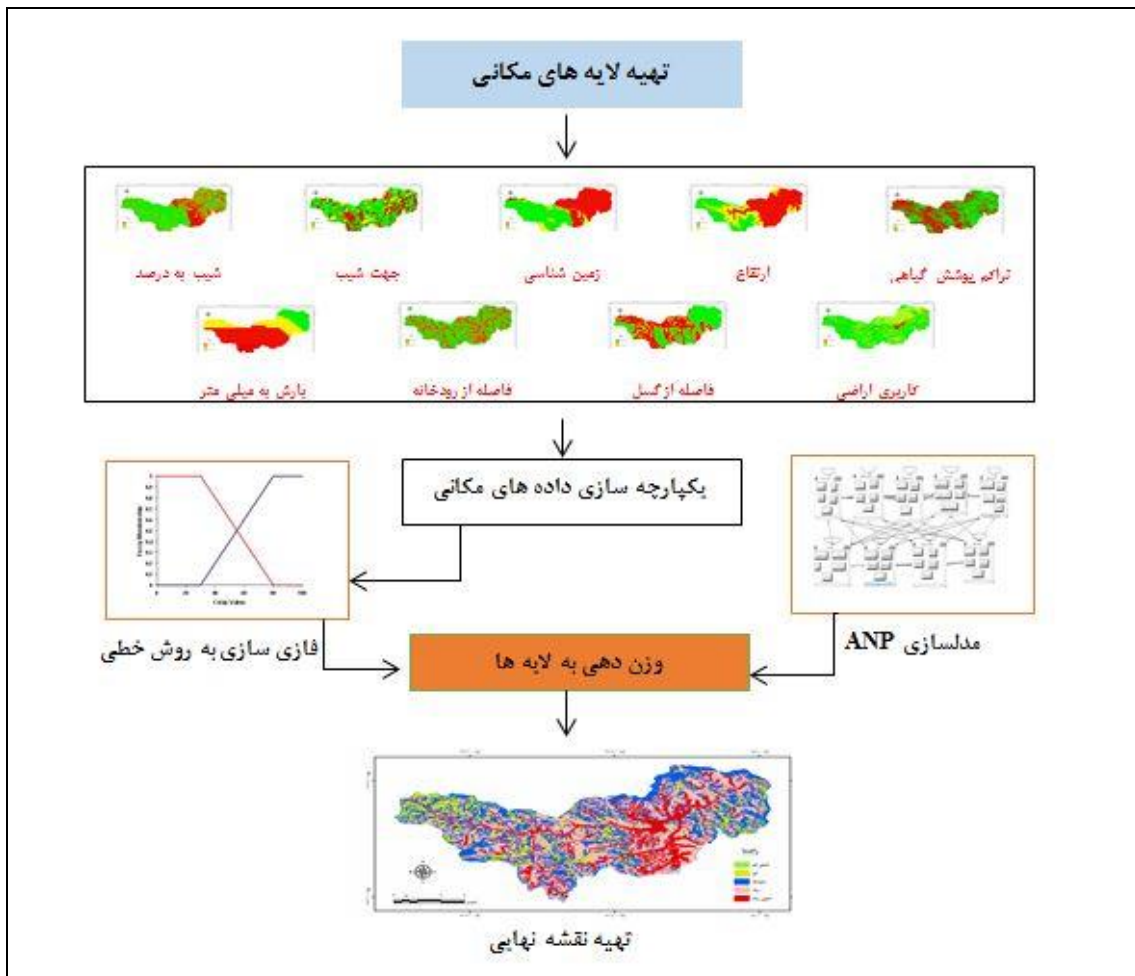 تهیه لایه های مکانی
تراکم پوشش گیاهی
ارتفاع
زمین شناسی
جهت شیب
شیب به درصد
کاربری اراضی
فاصله از گسل
فاصله از رودخانه
بارش به میلی متر
یکپارچه سازی داده های مکانی
مدلسازی ANP
فازی سازی به روش خطی
وزن دهی به لایه ها
تهیه نقشه نهایی